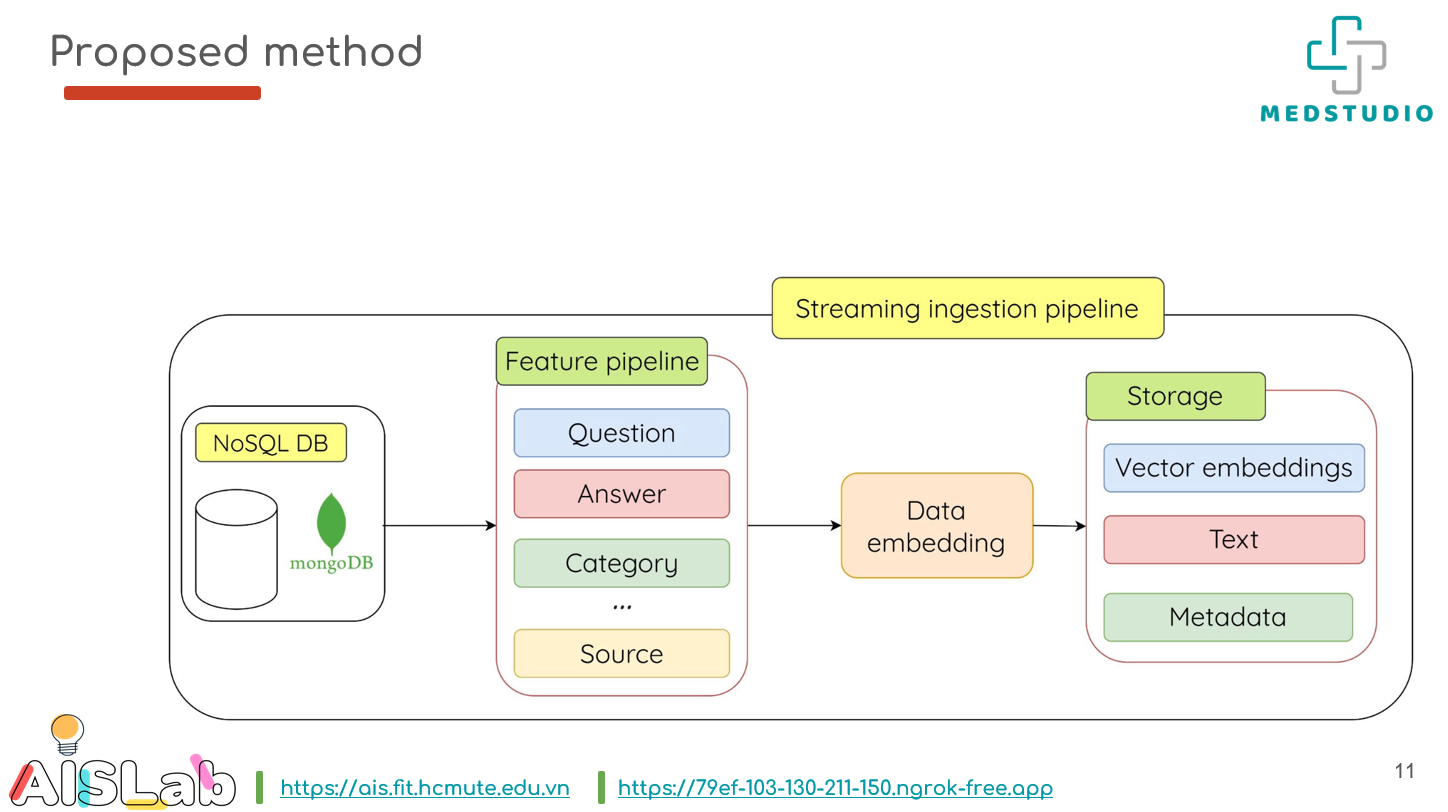 Proposed method
MEDSTUDIO
Streaming ingestion pipeline
Feature pipeline
Storage
NoSQL DB
mongoDB
Question
Answer
Category
...
Source
Data
embedding
Vector embeddings
Text
Metadata
AISLab
https://ais.fit.hcmute.edu.vn
https://79ef-103-130-211-150.ngrok-free.app
11